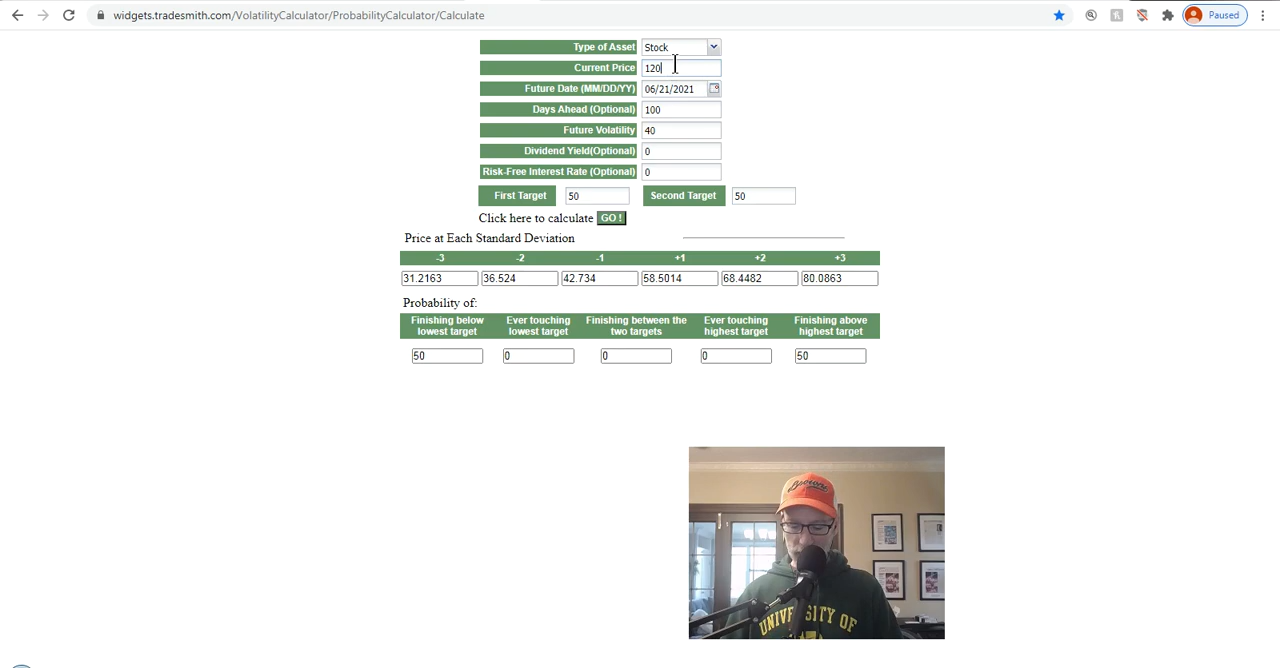 widgets.tradesmith.com/VolatilityCalculator/ProbabilityCalculator/Calculate
Paused
Type of Asset Stock
Current Price 120
Future Date (MM/DD/YY) 06/21/2021
Days Ahead (Optional) 100
Future Volatility 40
Dividend Yield(Optional) 0
Risk-Free Interest Rate (Optional) 0
First Target 50 Second Target 50
Click here to calculate GO !
Price at Each Standard Deviation
-3 -2 -1 +1 +2 +3
31.2163 36.524 42.734 58.5014 68.4482 80.0863
Probability of:
Finishing below lowest target Ever touching lowest target Finishing between the two targets Ever touching highest target Finishing above highest target
50 0 0 0 50
UNIVERSITY OF